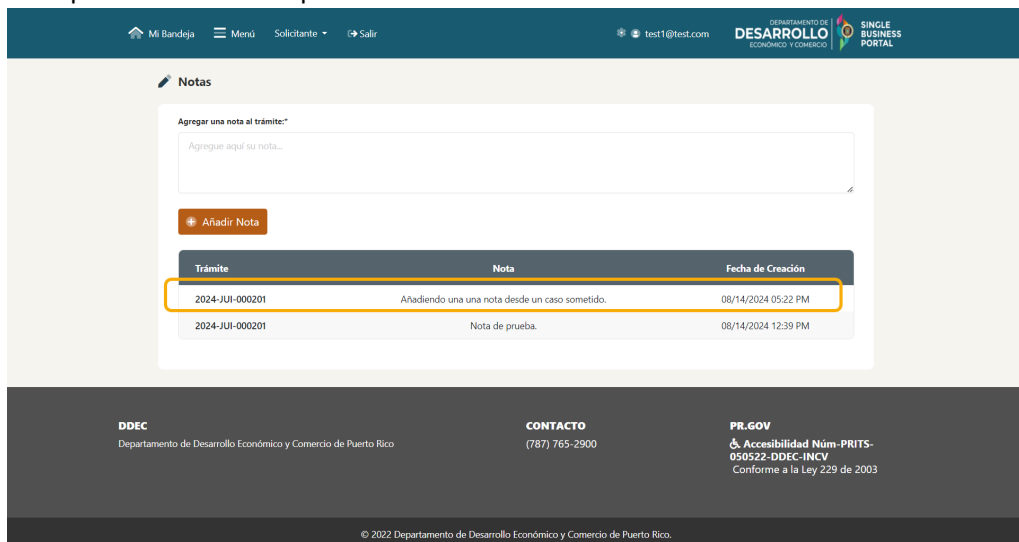 Mi Bandeja Menú Solicitante Salir test1@test.com
DEPARTAMENTO DE
DESARROLLO
ECONÓMICO Y COMERCIO
SINGLE
BUSINESS
PORTAL
Notas
Agregar una nota al trámite:*
Agregue aquí su nota...
Añadir Nota
Trámite Nota Fecha de Creación
2024-JUI-000201 Añadiendo una una nota desde un caso sometido. 08/14/2024 05:22 PM
2024-JUI-000201 Nota de prueba. 08/14/2024 12:39 PM
DDEC
Departamento de Desarrollo Económico y Comercio de Puerto Rico
CONTACTO
(787) 765-2900
PR.GOV
Accesibilidad Núm-PRITS-
050522-DDEC-INCV
Conforme a la Ley 229 de 2003
© 2022 Departamento de Desarrollo Económico y Comercio de Puerto Rico.